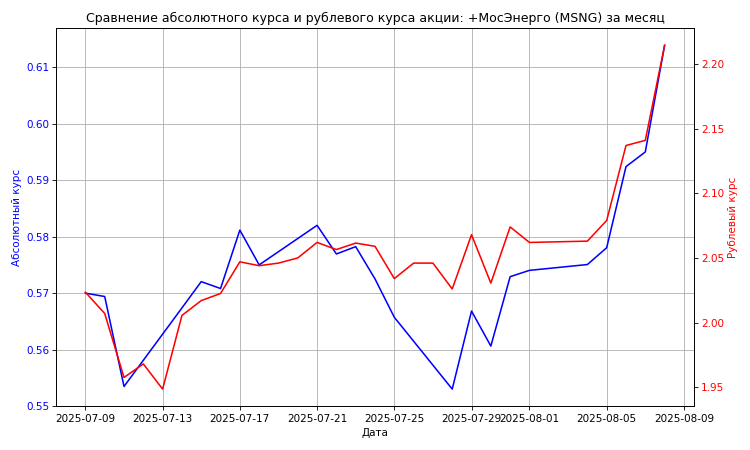 Сравнение абсолютного курса и рублевого курса акции: +МосЭнерго (MSNG) за месяц
0.61
0.60
0.59
0.58
0.57
0.56
0.55
Абсолютный курс
2.20
2.15
2.10
2.05
2.00
1.95
Рублевый курс
2025-07-09 2025-07-13 2025-07-17 2025-07-21 2025-07-25 2025-07-29 2025-08-01 2025-08-05 2025-08-09
Дата